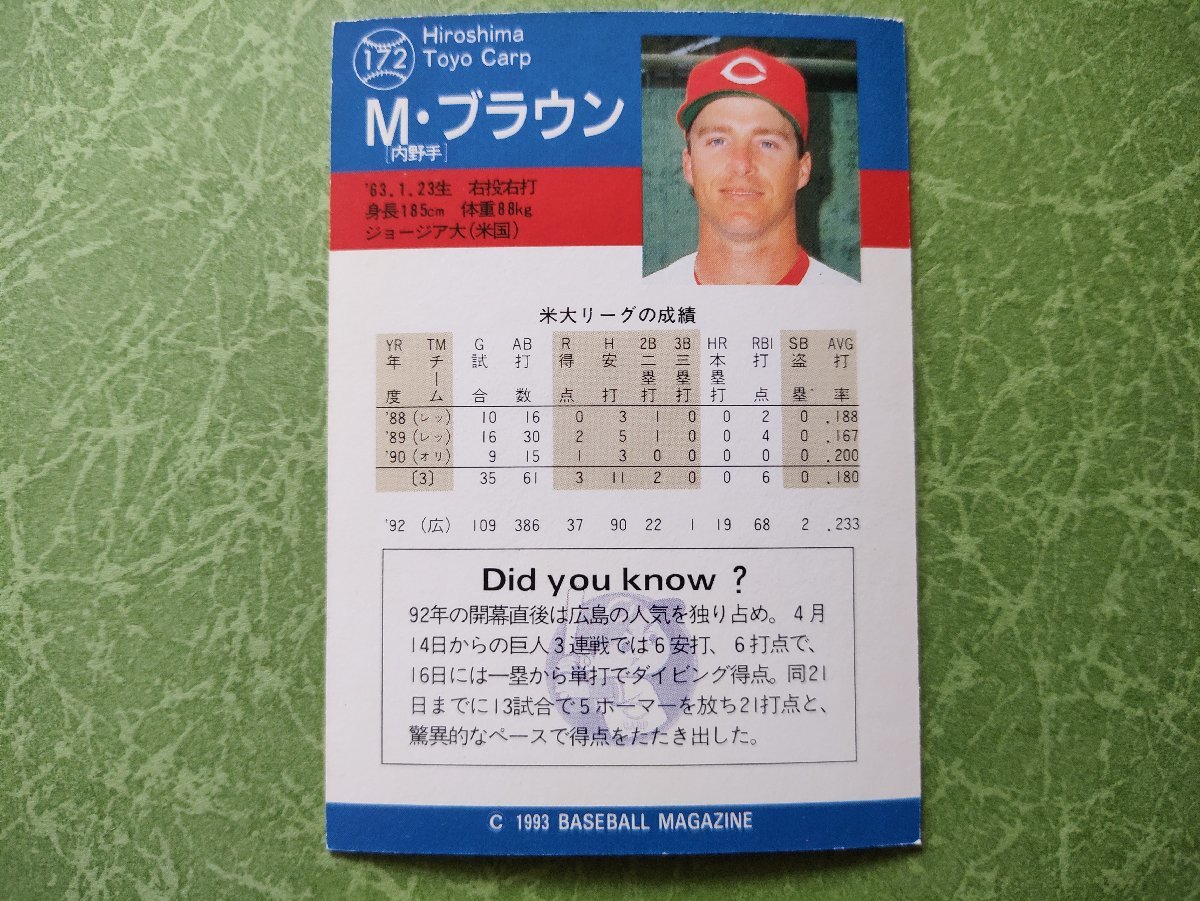 172
Hiroshima
Toyo Carp
M・ブラウン
[内野手]
'63.1.23生 右投右打
身長185cm 体重88kg
ジョージア大(米国)
米大リーグの成績
YR TM G AB R H 2B 3B HR RBI SB AVG
年度 チーム 試合 打数 得点 安打 二塁打 三塁打 本塁打 打点 盗塁 打率
'88 (レッ) 10 16 0 3 1 0 0 2 0 .188
'89 (レッ) 16 30 2 5 1 0 0 4 0 .167
'90 (オリ) 9 15 1 3 0 0 0 0 0 .200
[3] 35 61 3 11 2 0 0 6 0 .180
'92 (広) 109 386 37 90 22 1 19 68 2 .233
Did you know ?
92年の開幕直後は広島の人気を独り占め。4月
14日からの巨人3連戦では6安打、6打点で、
16日には一塁から単打でダイビング得点。同21
日までに13試合で5ホーマーを放ち21打点と、
驚異的なペースで得点をたたき出した。
C 1993 BASEBALL MAGAZINE